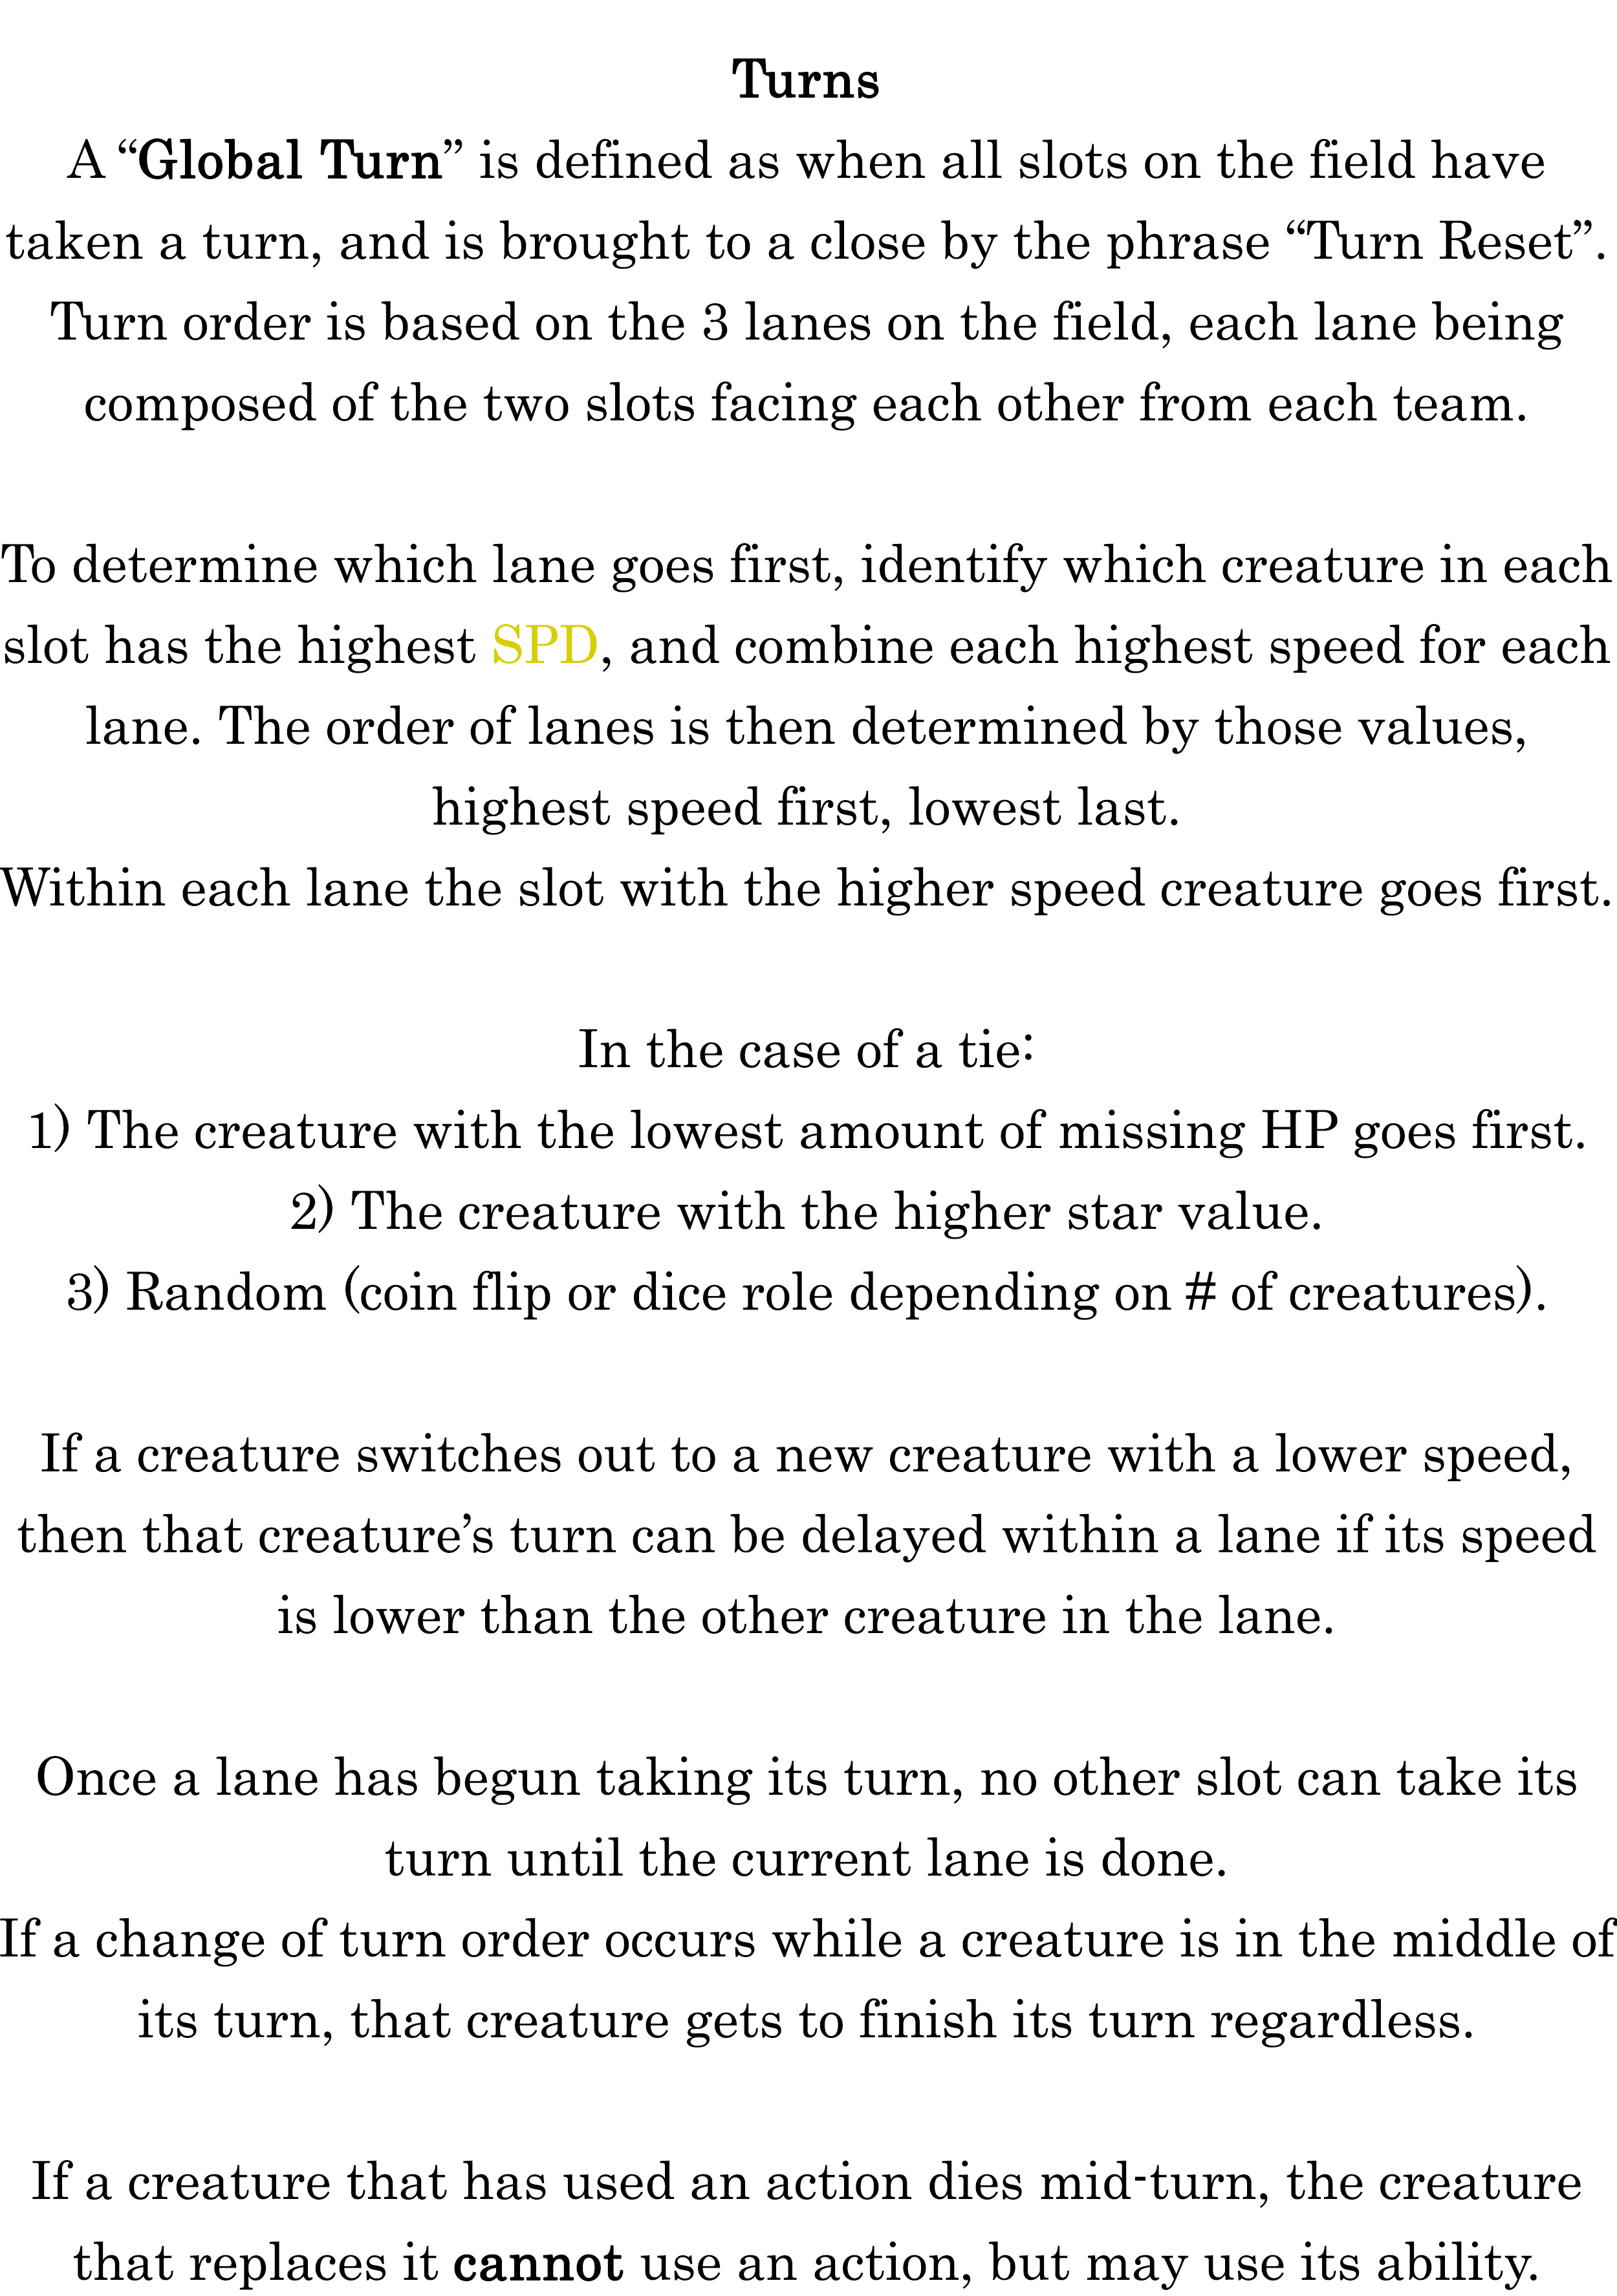 Turns
A “Global Turn” is defined as when all slots on the field have
taken a turn, and is brought to a close by the phrase “Turn Reset”.
Turn order is based on the 3 lanes on the field, each lane being
composed of the two slots facing each other from each team.
To determine which lane goes first, identify which creature in each
slot has the highest SPD, and combine each highest speed for each
lane. The order of lanes is then determined by those values,
highest speed first, lowest last.
Within each lane the slot with the higher speed creature goes first.
In the case of a tie:
1) The creature with the lowest amount of missing HP goes first.
2) The creature with the higher star value.
3) Random (coin flip or dice role depending on # of creatures).
If a creature switches out to a new creature with a lower speed,
then that creature’s turn can be delayed within a lane if its speed
is lower than the other creature in the lane.
Once a lane has begun taking its turn, no other slot can take its
turn until the current lane is done.
If a change of turn order occurs while a creature is in the middle of
its turn, that creature gets to finish its turn regardless.
If a creature that has used an action dies mid-turn, the creature
that replaces it cannot use an action, but may use its ability.